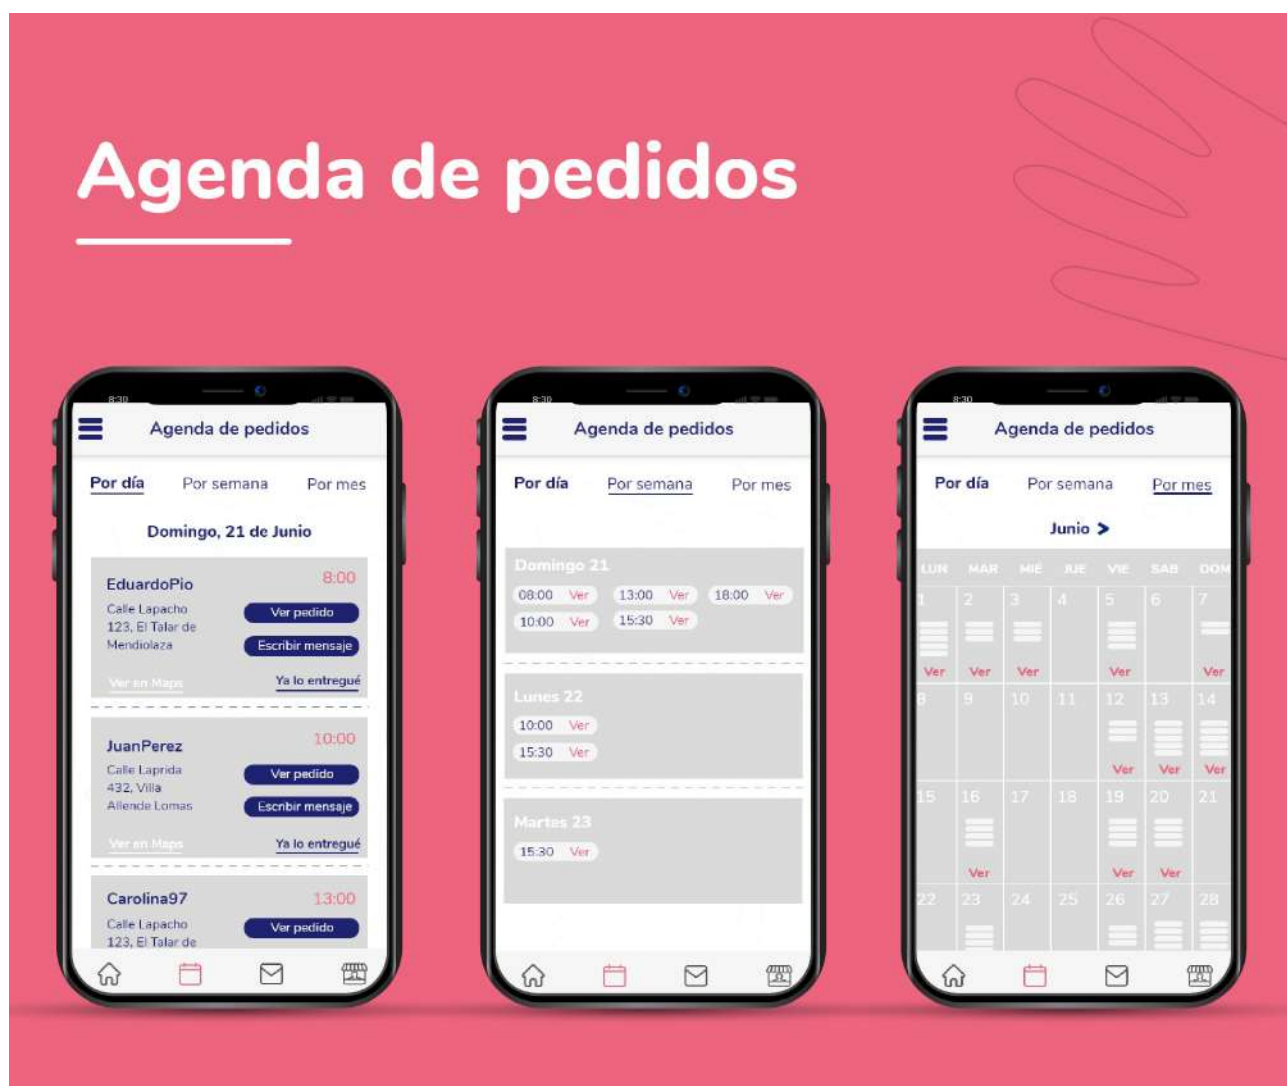 Agenda de pedidos
8:30
Agenda de pedidos
Por día Por semana Por mes
Domingo, 21 de Junio
EduardoPio 8:00
Calle Lapacho
123, El Talar de
Mendiolaza
Ver pedido
Escribir mensaje
Ver en Maps Ya lo entregué
JuanPerez 10:00
Calle Laprida
432, Villa
Allende Lomas
Ver pedido
Escribir mensaje
Ver en Maps Ya lo entregué
Carolina97 13:00
Calle Lapacho
123, El Talar de
Ver pedido
8:30
Agenda de pedidos
Por día Por semana Por mes
Domingo 21
08:00 Ver 13:00 Ver 18:00 Ver
10:00 Ver 15:30 Ver
Lunes 22
10:00 Ver
15:30 Ver
Martes 23
15:30 Ver
8:30
Agenda de pedidos
Por día Por semana Por mes
Junio >
LUN MAR MIÉ JUE VIE SAB DOM
1 2 3 4 5 6 7
Ver Ver Ver Ver Ver
8 9 10 11 12 13 14
Ver Ver Ver
15 16 17 18 19 20 21
Ver Ver Ver
22 23 24 25 26 27 28